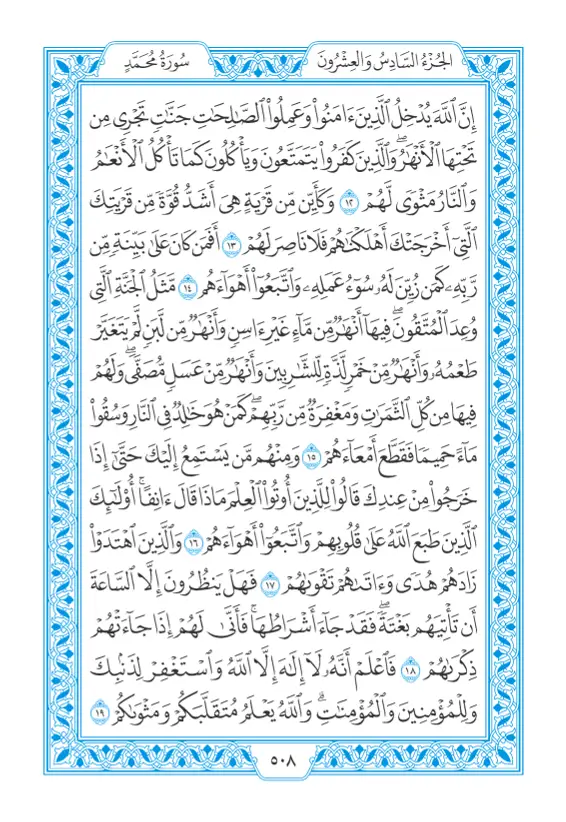 الجُزْءُ السَّادِسُ وَالعِشْرُونَ
سُورَةُ مُحَمَّدٍ
إِنَّ ٱللَّهَ يُدْخِلُ ٱلَّذِينَ ءَامَنُوا۟ وَعَمِلُوا۟ ٱلصَّـٰلِحَـٰتِ جَنَّـٰتٍ تَجْرِى مِن
تَحْتِهَا ٱلْأَنْهَـٰرُ ۖ وَٱلَّذِينَ كَفَرُوا۟ يَتَمَتَّعُونَ وَيَأْكُلُونَ كَمَا تَأْكُلُ ٱلْأَنْعَـٰمُ
وَٱلنَّارُ مَثْوًى لَّهُمْ ١٢ وَكَأَيِّن مِّن قَرْيَةٍ هِىَ أَشَدُّ قُوَّةً مِّن قَرْيَتِكَ
ٱلَّتِىٓ أَخْرَجَتْكَ أَهْلَكْنَـٰهُمْ فَلَا نَاصِرَ لَهُمْ ١٣ أَفَمَن كَانَ عَلَىٰ بَيِّنَةٍ مِّن
رَّبِّهِۦ كَمَن زُيِّنَ لَهُۥ سُوٓءُ عَمَلِهِۦ وَٱتَّبَعُوٓا۟ أَهْوَآءَهُم ١٤ مَّثَلُ ٱلْجَنَّةِ ٱلَّتِى
وُعِدَ ٱلْمُتَّقُونَ ۖ فِيهَآ أَنْهَـٰرٌ مِّن مَّآءٍ غَيْرِ ءَاسِنٍ وَأَنْهَـٰرٌ مِّن لَّبَنٍ لَّمْ يَتَغَيَّرْ
طَعْمُهُۥ وَأَنْهَـٰرٌ مِّنْ خَمْرٍ لَّذَّةٍ لِّلشَّـٰرِبِينَ وَأَنْهَـٰرٌ مِّنْ عَسَلٍ مُّصَفًّى ۖ وَلَهُمْ
فِيهَا مِن كُلِّ ٱلثَّمَرَٰتِ وَمَغْفِرَةٌ مِّن رَّبِّهِمْ ۖ كَمَنْ هُوَ خَـٰلِدٌ فِى ٱلنَّارِ وَسُقُوا۟
مَآءً حَمِيمًا فَقَطَّعَ أَمْعَآءَهُمْ ١٥ وَمِنْهُم مَّن يَسْتَمِعُ إِلَيْكَ حَتَّىٰٓ إِذَا
خَرَجُوا۟ مِنْ عِندِكَ قَالُوا۟ لِلَّذِينَ أُوتُوا۟ ٱلْعِلْمَ مَاذَا قَالَ ءَانِفًا ۚ أُو۟لَـٰٓئِكَ
ٱلَّذِينَ طَبَعَ ٱللَّهُ عَلَىٰ قُلُوبِهِمْ وَٱتَّبَعُوٓا۟ أَهْوَآءَهُمْ ١٦ وَٱلَّذِينَ ٱهْتَدَوْا۟
زَادَهُمْ هُدًى وَءَاتَىٰهُمْ تَقْوَىٰهُمْ ١٧ فَهَلْ يَنظُرُونَ إِلَّا ٱلسَّاعَةَ
أَن تَأْتِيَهُم بَغْتَةً ۖ فَقَدْ جَآءَ أَشْرَاطُهَا ۚ فَأَنَّىٰ لَهُمْ إِذَا جَآءَتْهُمْ
ذِكْرَىٰهُمْ ١٨ فَٱعْلَمْ أَنَّهُۥ لَآ إِلَـٰهَ إِلَّا ٱللَّهُ وَٱسْتَغْفِرْ لِذَنۢبِكَ
وَلِلْمُؤْمِنِينَ وَٱلْمُؤْمِنَـٰتِ ۗ وَٱللَّهُ يَعْلَمُ مُتَقَلَّبَكُمْ وَمَثْوَىٰكُمْ ١٩
٥٠٨